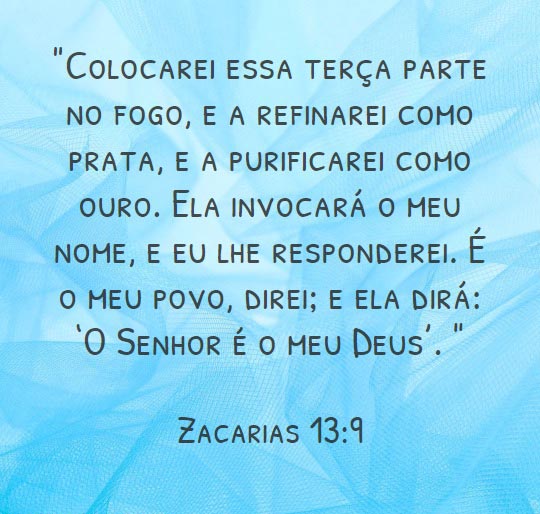 "Colocarei essa terça parte
no fogo, e a refinarei como
prata, e a purificarei como
ouro. Ela invocará o meu
nome, e eu lhe responderei. É
o meu povo, direi; e ela dirá:
‘O Senhor é o meu Deus’. "
Zacarias 13:9